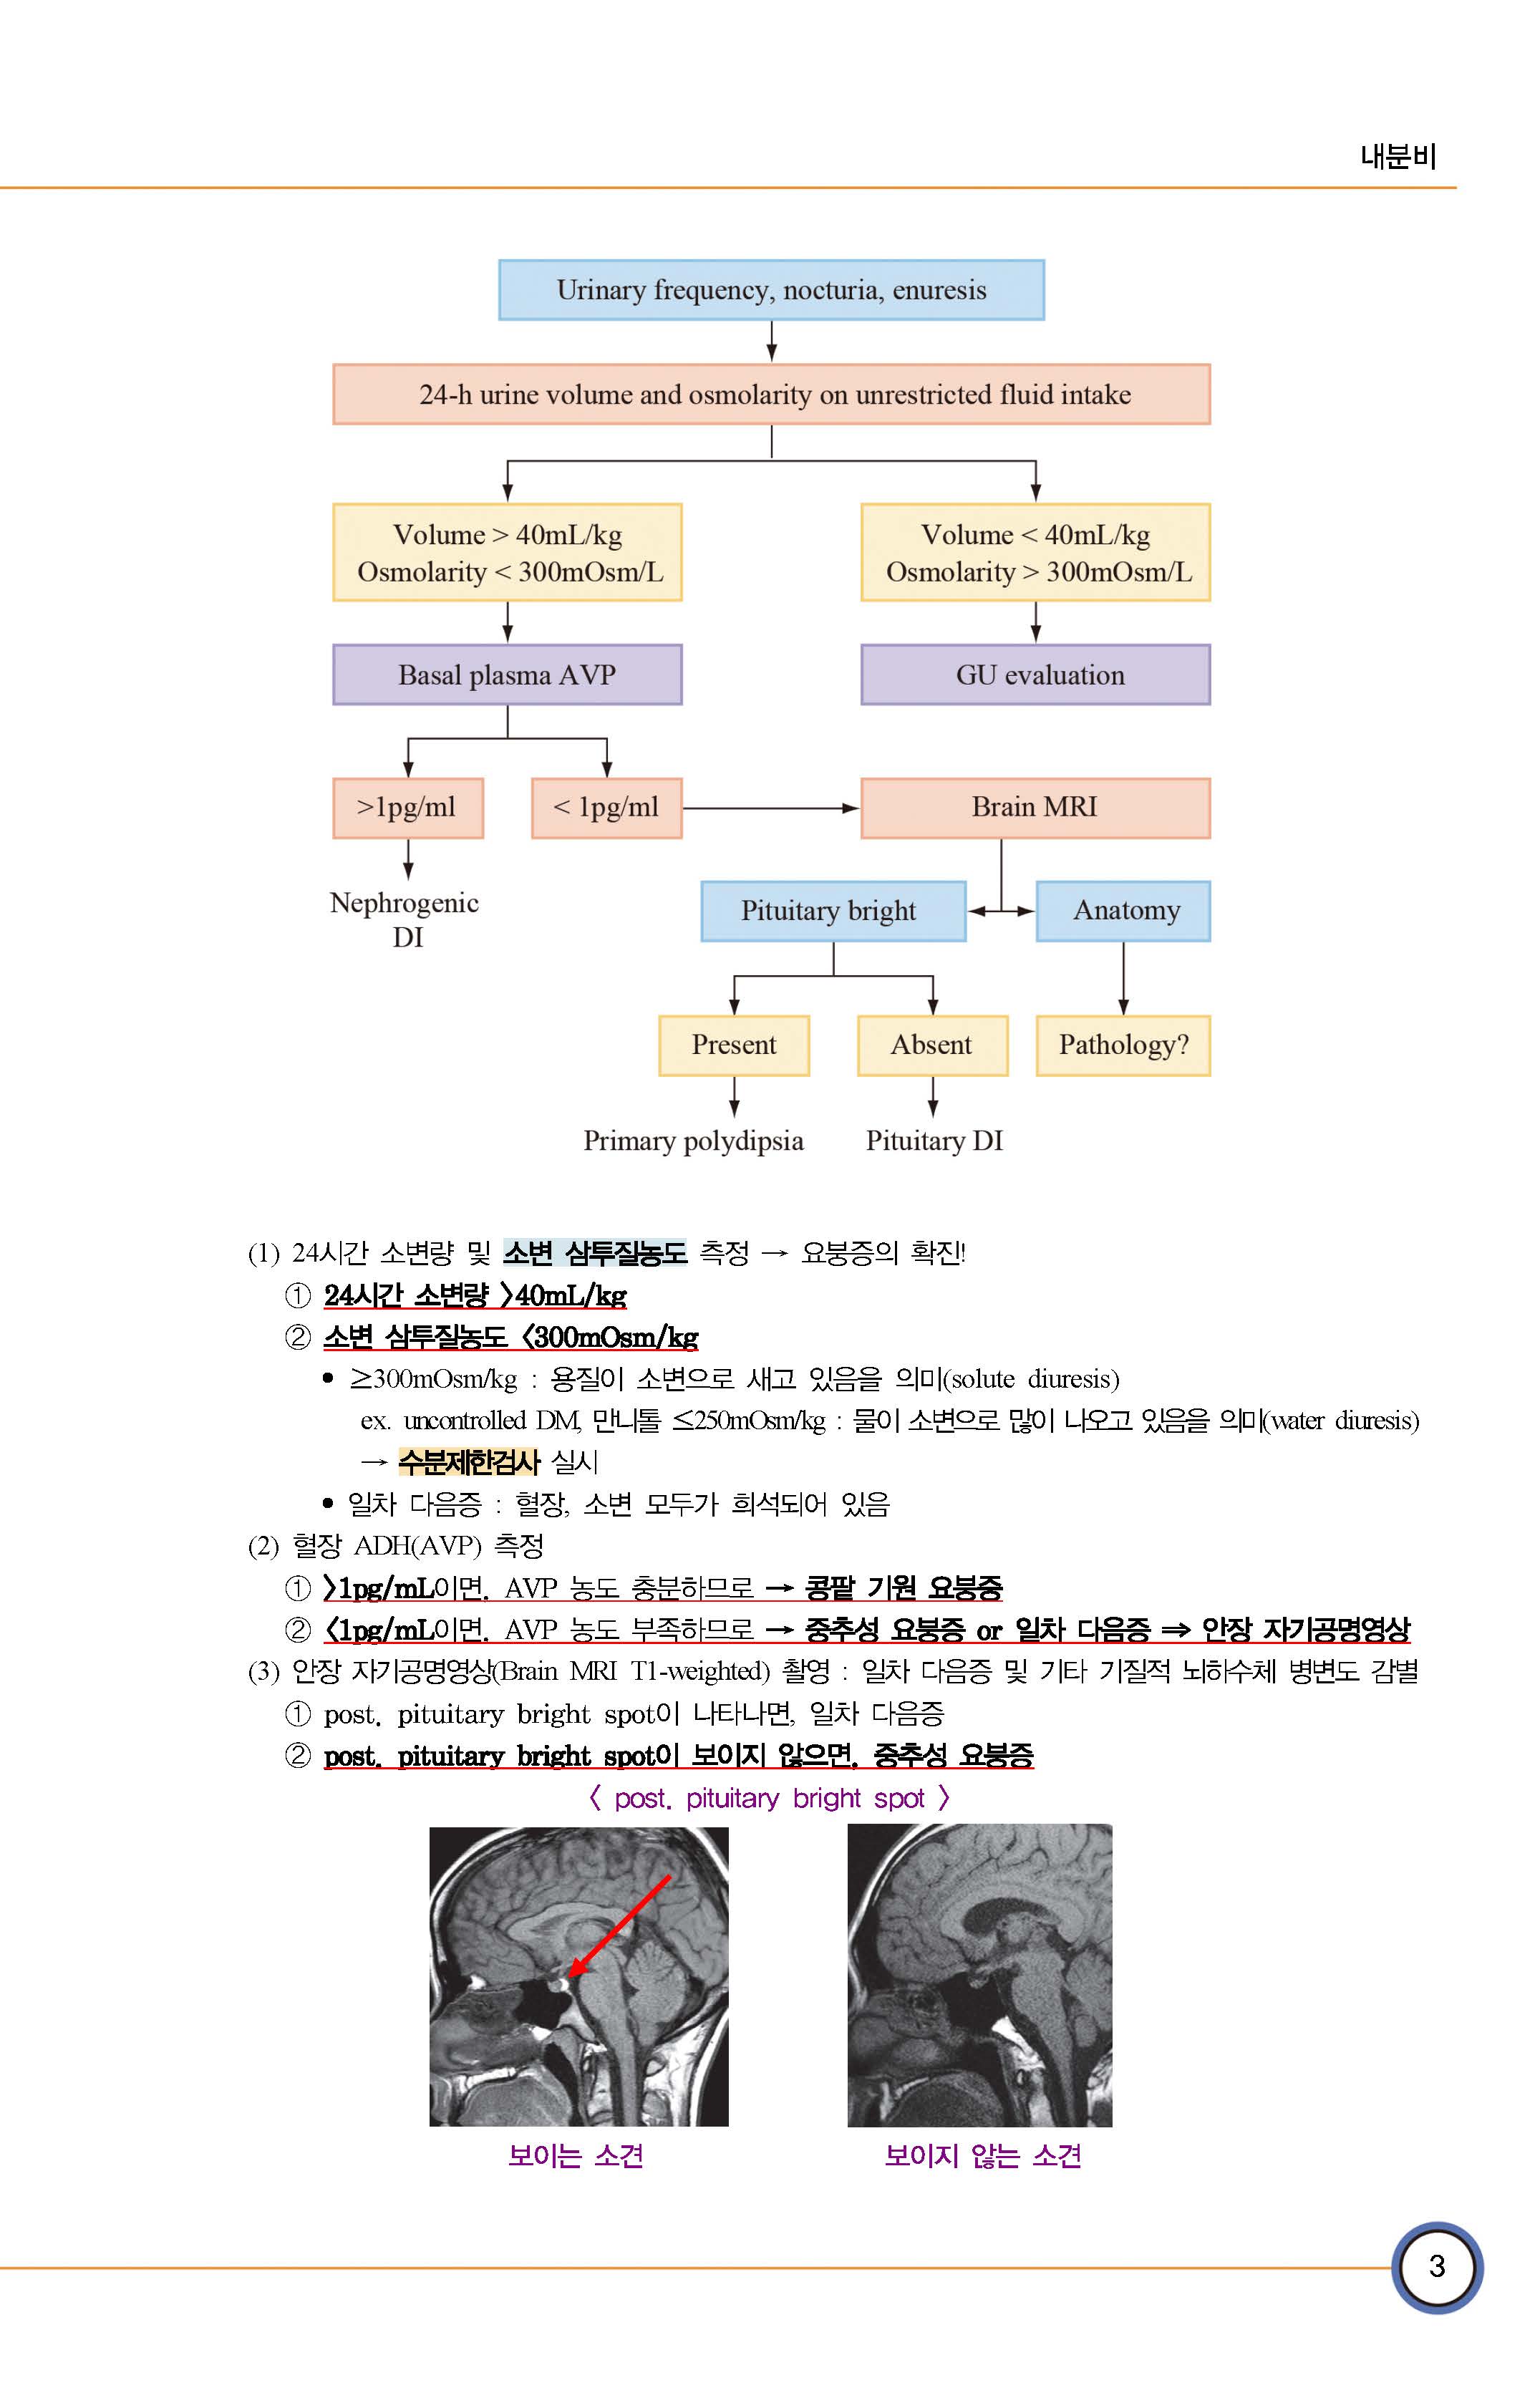 내분비
Urinary frequency, nocturia, enuresis
24-h urine volume and osmolarity on unrestricted fluid intake
Volume > 40mL/kg
Osmolarity < 300mOsm/L
Volume < 40mL/kg
Osmolarity > 300mOsm/L
Basal plasma AVP
GU evaluation
>1pg/ml
< 1pg/ml
Brain MRI
Nephrogenic
DI
Pituitary bright
Anatomy
Present
Absent
Pathology?
Primary polydipsia
Pituitary DI
(1) 24시간 소변량 및 소변 삼투질농도 측정 → 요붕증의 확진!
① 24시간 소변량 >40mL/kg
② 소변 삼투질농도 <300mOsm/kg
• ≥300mOsm/kg : 용질이 소변으로 새고 있음을 의미(solute diuresis)
ex. uncontrolled DM, 만니톨 ≤250mOsm/kg : 물이 소변으로 많이 나오고 있음을 의미(water diuresis)
→ 수분제한검사 실시
• 일차 다음증 : 혈장, 소변 모두가 희석되어 있음
(2) 혈장 ADH(AVP) 측정
① >1pg/mL이면, AVP 농도 충분하므로 → 콩팥 기원 요붕증
② <1pg/mL이면, AVP 농도 부족하므로 → 중추성 요붕증 or 일차 다음증 ⇒ 안장 자기공명영상
(3) 안장 자기공명영상(Brain MRI T1-weighted) 촬영 : 일차 다음증 및 기타 기질적 뇌하수체 병변도 감별
① post. pituitary bright spot이 나타나면, 일차 다음증
② post. pituitary bright spot이 보이지 않으면, 중추성 요붕증
< post. pituitary bright spot >
보이는 소견
보이지 않는 소견
3